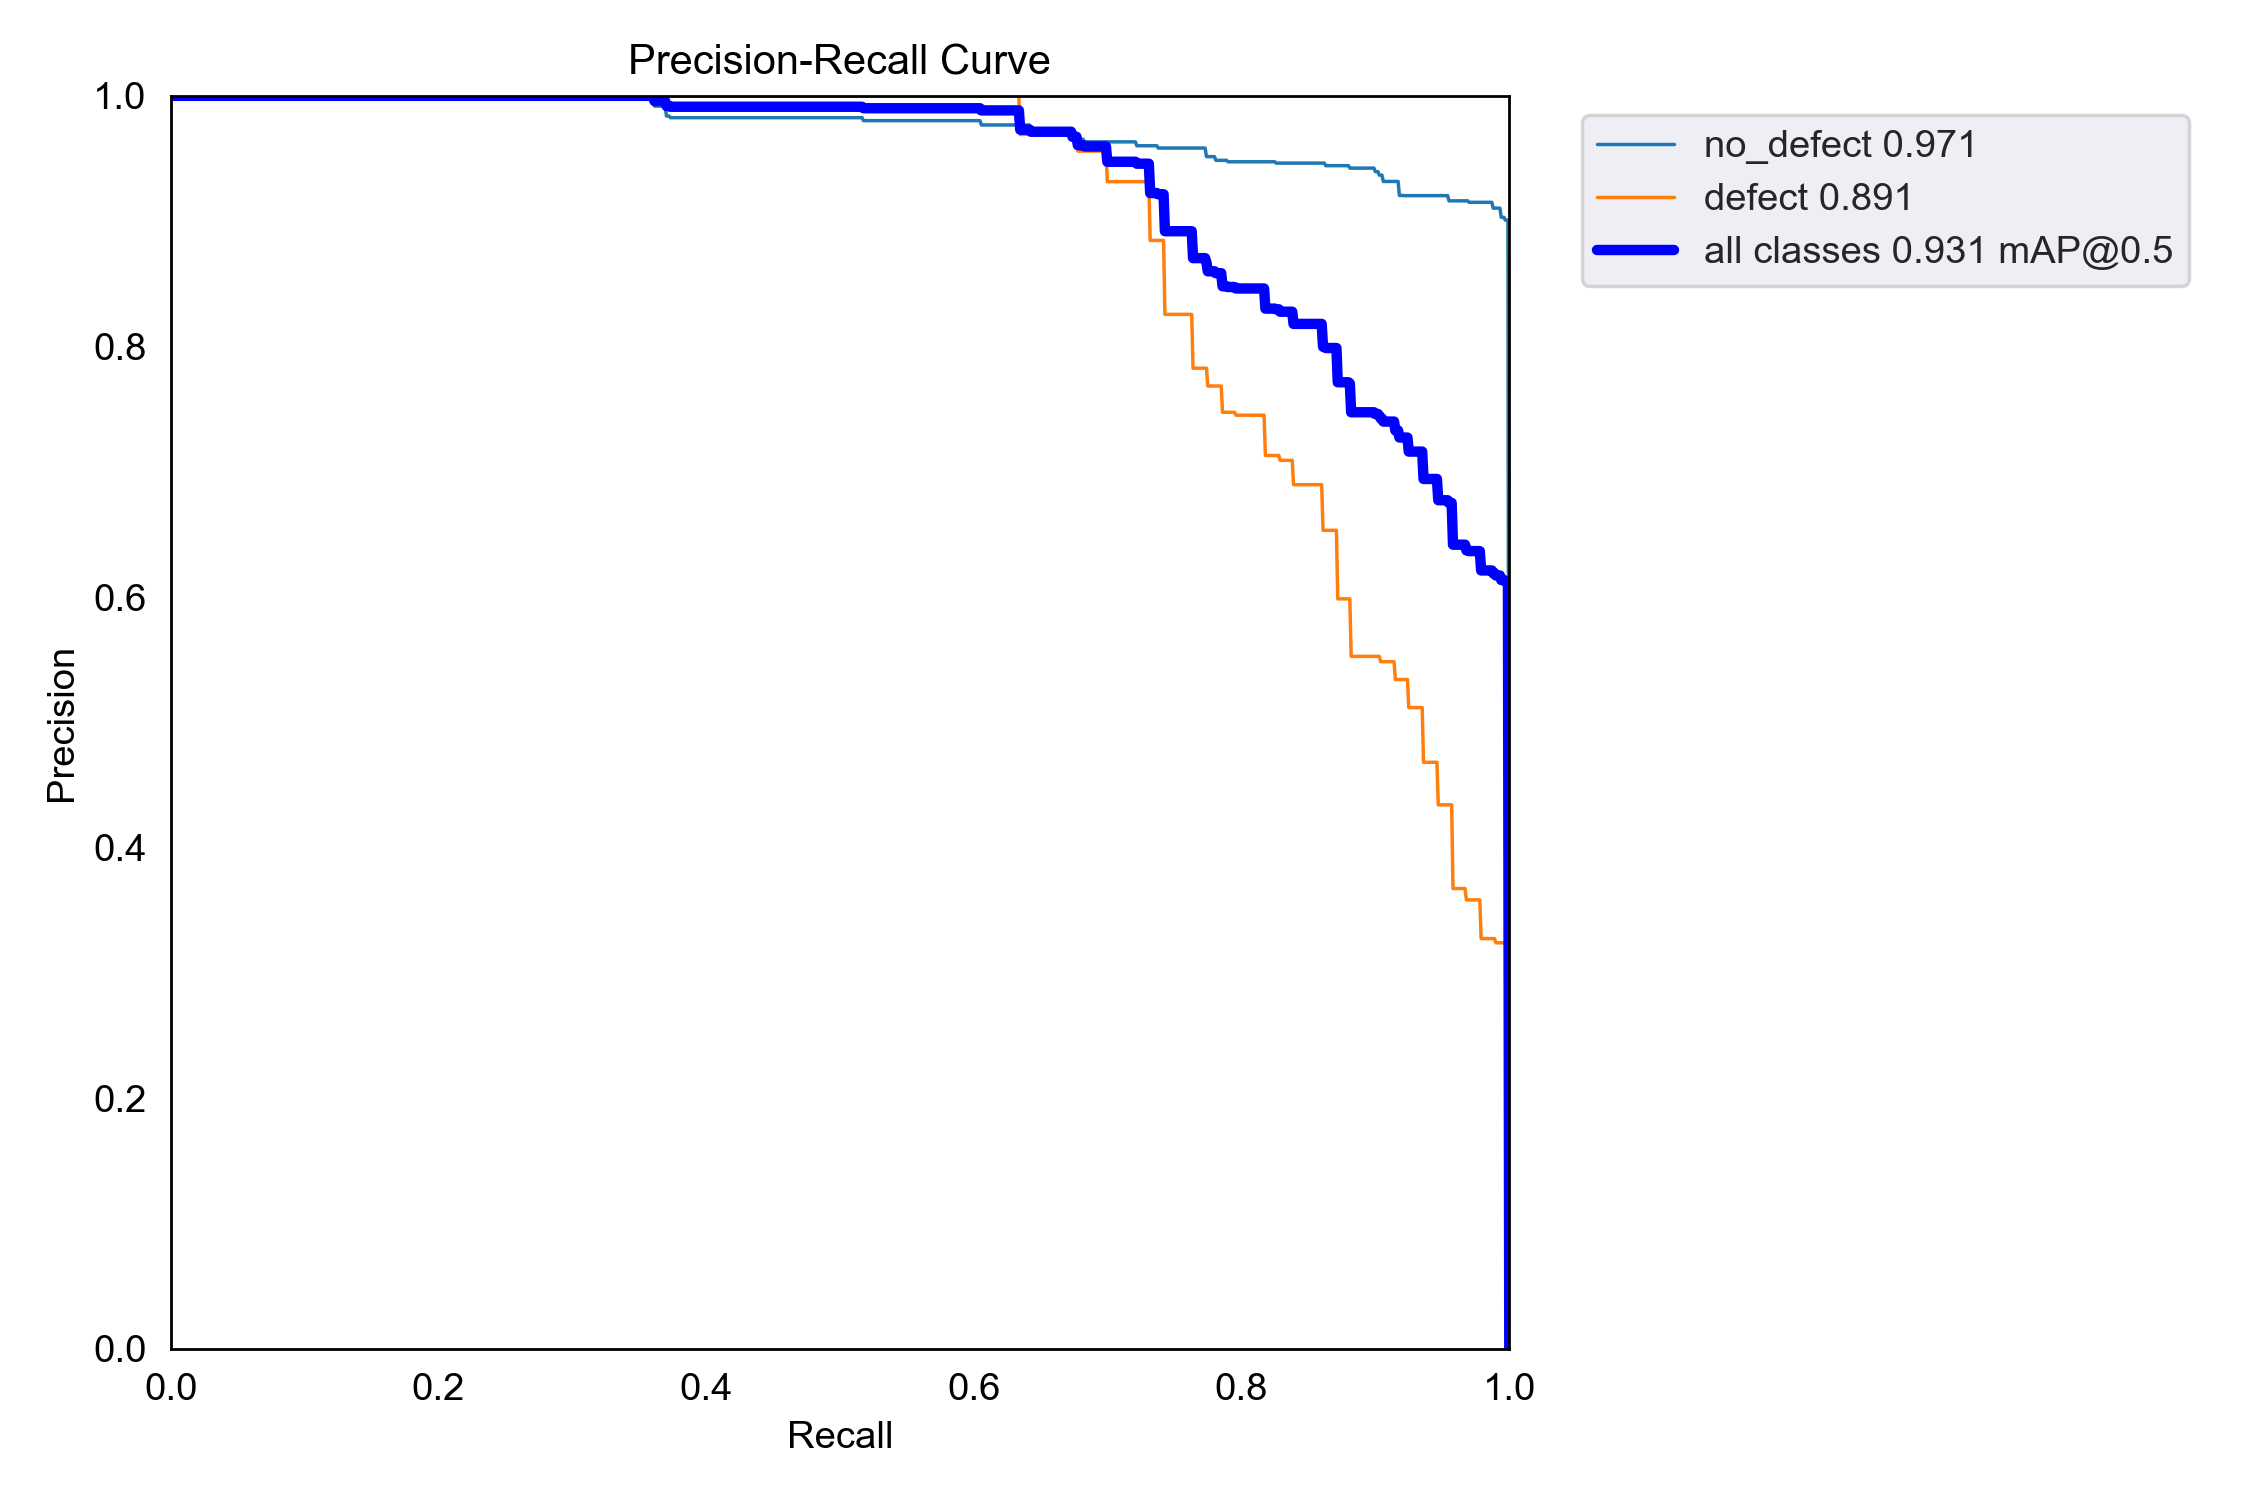 Precision-Recall Curve
1.0
0.8
0.6
0.4
0.2
0.0
Precision
0.0 0.2 0.4 0.6 0.8 1.0
Recall
no_defect 0.971
defect 0.891
all classes 0.931 mAP@0.5